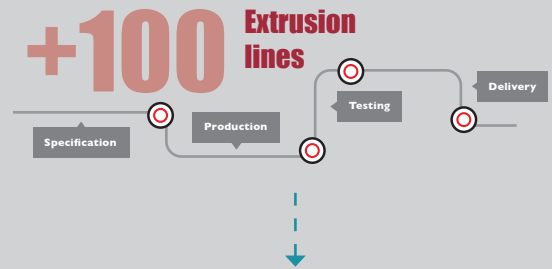 +100
Extrusion
lines
Specification
Production
Testing
Delivery